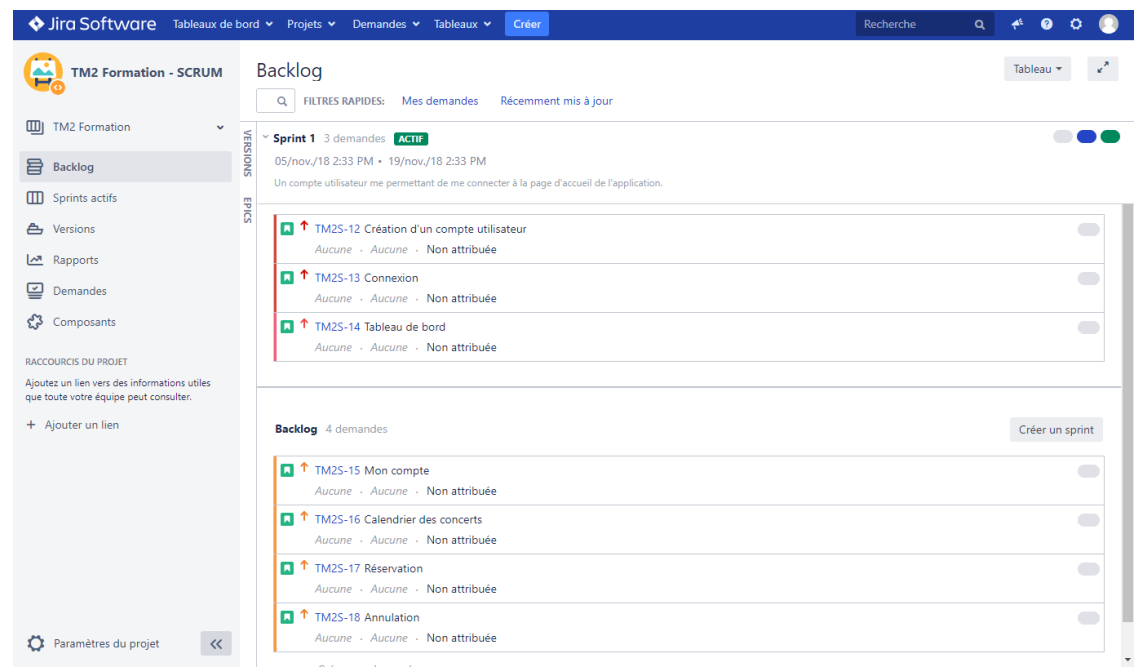 Jira Software Tableaux de bord Projets Demandes Tableaux Créer Recherche
TM2 Formation - SCRUM
TM2 Formation
Backlog
Sprints actifs
Versions
Rapports
Demandes
Composants
RACCOURCIS DU PROJET
Ajoutez un lien vers des informations utiles
que toute votre équipe peut consulter.
+ Ajouter un lien
Paramètres du projet
Backlog
Tableau
FILTRES RAPIDES: Mes demandes Récemment mis à jour
VERSIONS
EPICS
Sprint 1 3 demandes ACTIF
05/nov./18 2:33 PM • 19/nov./18 2:33 PM
Un compte utilisateur me permettant de me connecter à la page d'accueil de l'application.
TM2S-12 Création d'un compte utilisateur
Aucune · Aucune · Non attribuée
TM2S-13 Connexion
Aucune · Aucune · Non attribuée
TM2S-14 Tableau de bord
Aucune · Aucune · Non attribuée
Backlog 4 demandes Créer un sprint
TM2S-15 Mon compte
Aucune · Aucune · Non attribuée
TM2S-16 Calendrier des concerts
Aucune · Aucune · Non attribuée
TM2S-17 Réservation
Aucune · Aucune · Non attribuée
TM2S-18 Annulation
Aucune · Aucune · Non attribuée